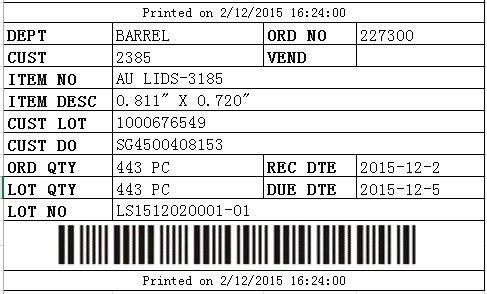 Printed on 2/12/2015 16:24:00
DEPT BARREL ORD NO 227300
CUST 2385 VEND
ITEM NO AU LIDS-3185
ITEM DESC 0.811" X 0.720"
CUST LOT 1000676549
CUST DO SG4500408153
ORD QTY 443 PC REC DTE 2015-12-2
LOT QTY 443 PC DUE DTE 2015-12-5
LOT NO LS1512020001-01
Printed on 2/12/2015 16:24:00